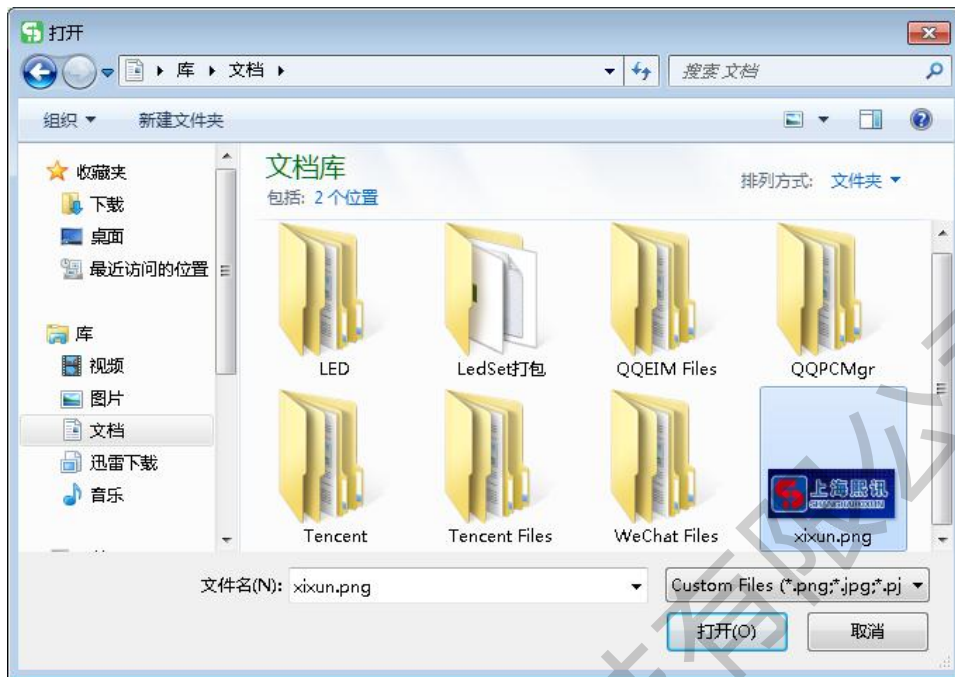 打开
库 文档
搜索 文档
组织 新建文件夹
收藏夹
下载
桌面
最近访问的位置
库
视频
图片
文档
迅雷下载
音乐
文档库
包括: 2 个位置
排列方式: 文件夹
LED LedSet打包 QQEIM Files QQPCMgr
上海熙讯
Tencent Tencent Files WeChat Files xixun.png
文件名(N): xixun.png Custom Files (*.png;*.jpg;*.pj
打开(O) 取消
有限公